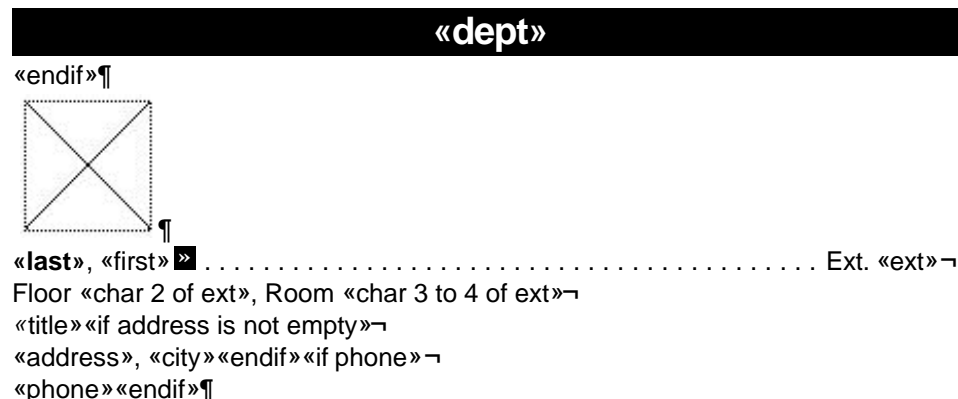 «dept»
«endif»¶
¶
«last», «first»» . . . . . . . . . . . . . . . . . . . . . . . . . . . . . . . . . . . . . . . . . . Ext. «ext»¬
Floor «char 2 of ext», Room «char 3 to 4 of ext»¬
«title»«if address is not empty»¬
«address», «city»«endif»«if phone»¬
«phone»«endif»¶